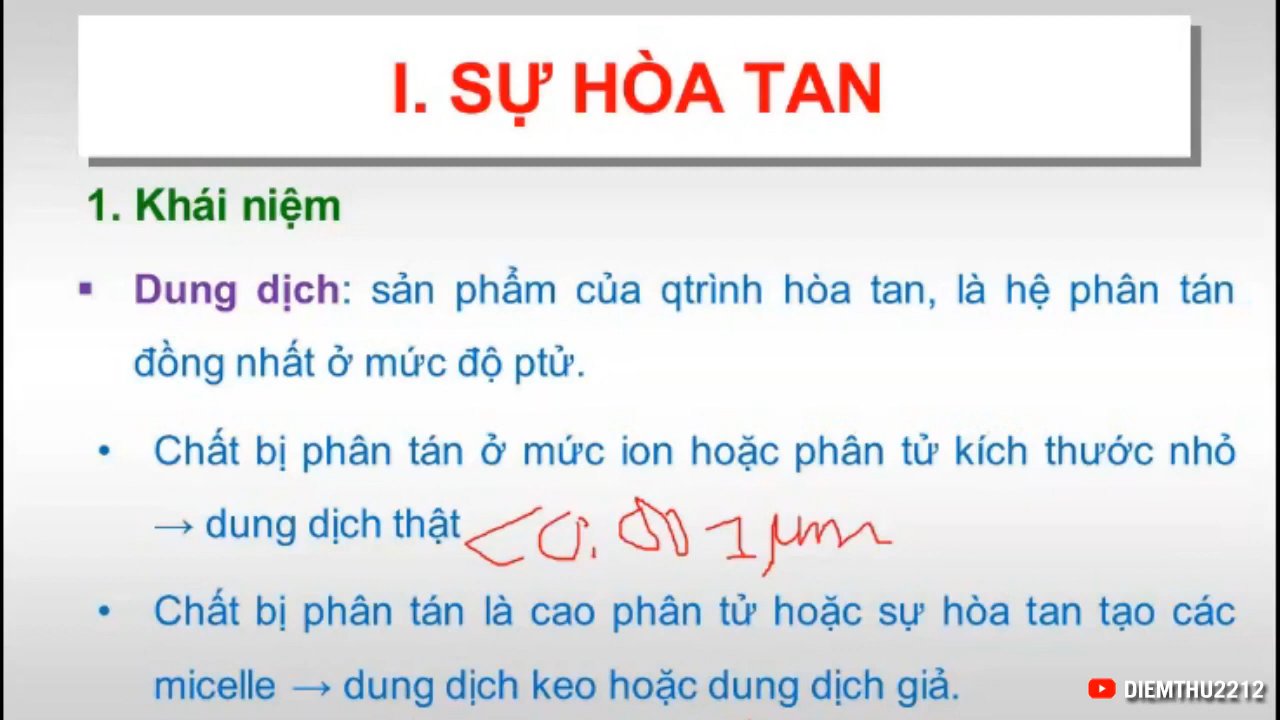 I. SỰ HÒA TAN
1. Khái niệm
▪ Dung dịch: sản phẩm của qtrình hòa tan, là hệ phân tán
đồng nhất ở mức độ ptử.
• Chất bị phân tán ở mức ion hoặc phân tử kích thước nhỏ
→ dung dịch thật <0.001 µm
• Chất bị phân tán là cao phân tử hoặc sự hòa tan tạo các
micelle → dung dịch keo hoặc dung dịch giả.
DIEMTHU2212